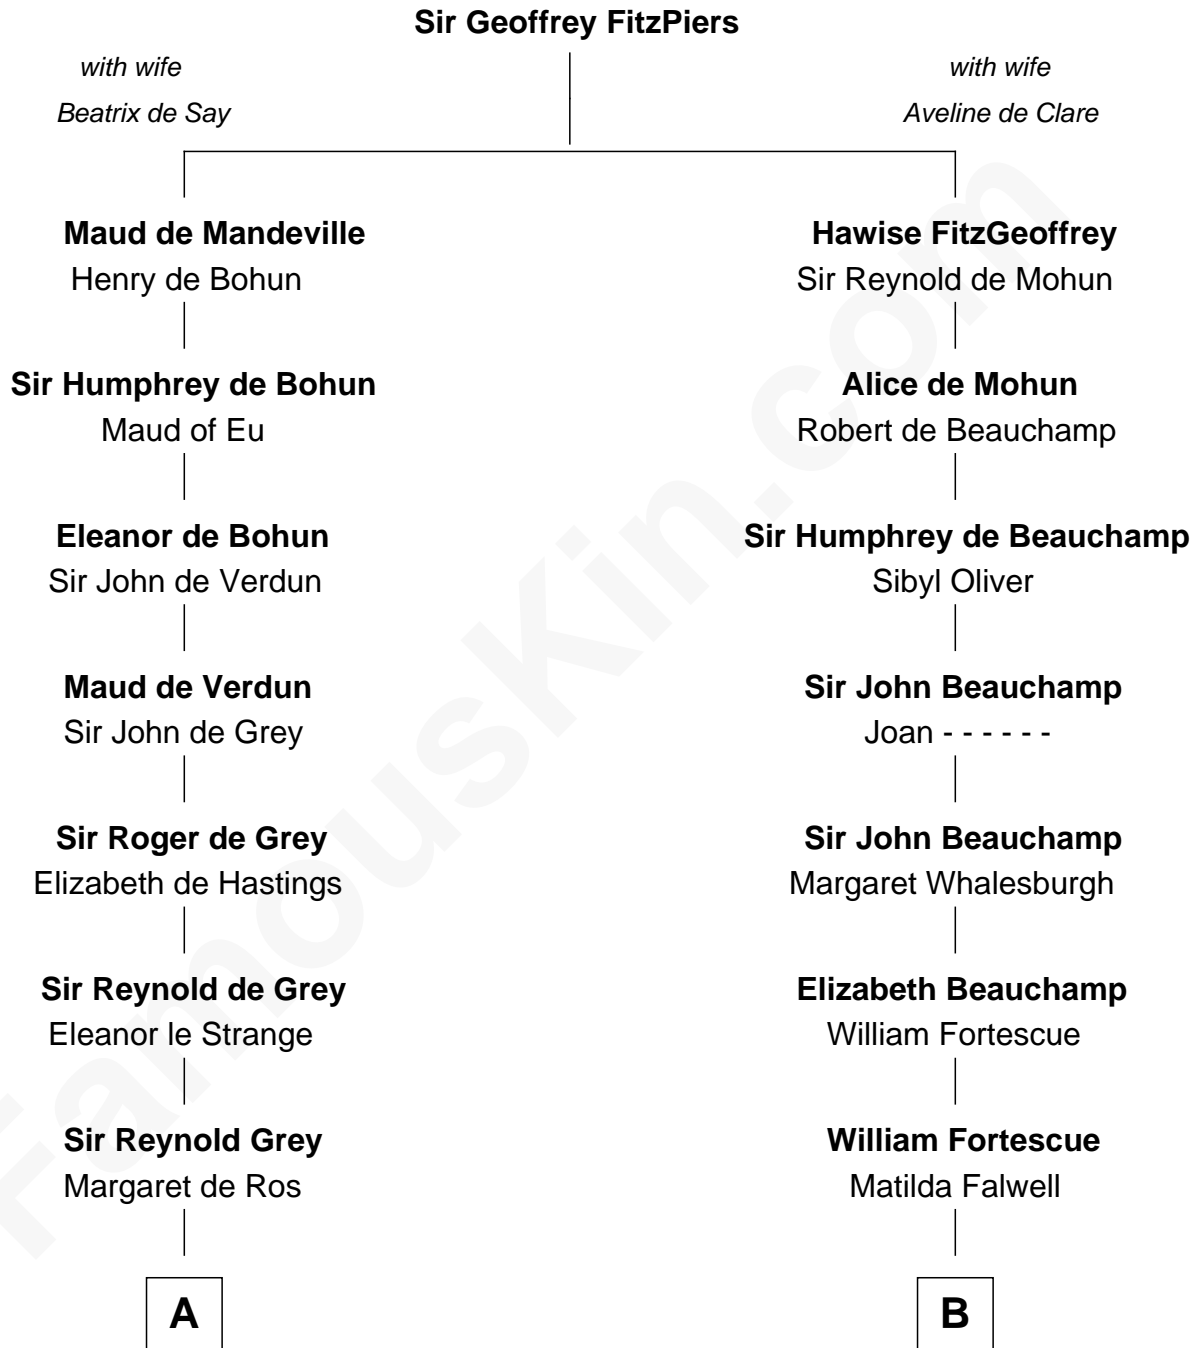 Sir Geoffrey FitzPiers
with wife
Beatrix de Say
with wife
Aveline de Clare
Maud de Mandeville
Henry de Bohun
Hawise FitzGeoffrey
Sir Reynold de Mohun
Sir Humphrey de Bohun
Maud of Eu
Alice de Mohun
Robert de Beauchamp
Eleanor de Bohun
Sir John de Verdun
Sir Humphrey de Beauchamp
Sibyl Oliver
Maud de Verdun
Sir John de Grey
Sir John Beauchamp
Joan - - - - - -
Sir Roger de Grey
Elizabeth de Hastings
Sir John Beauchamp
Margaret Whalesburgh
Sir Reynold de Grey
Eleanor le Strange
Elizabeth Beauchamp
William Fortescue
Sir Reynold Grey
Margaret de Ros
William Fortescue
Matilda Falwell
A
B
FamousKin.com